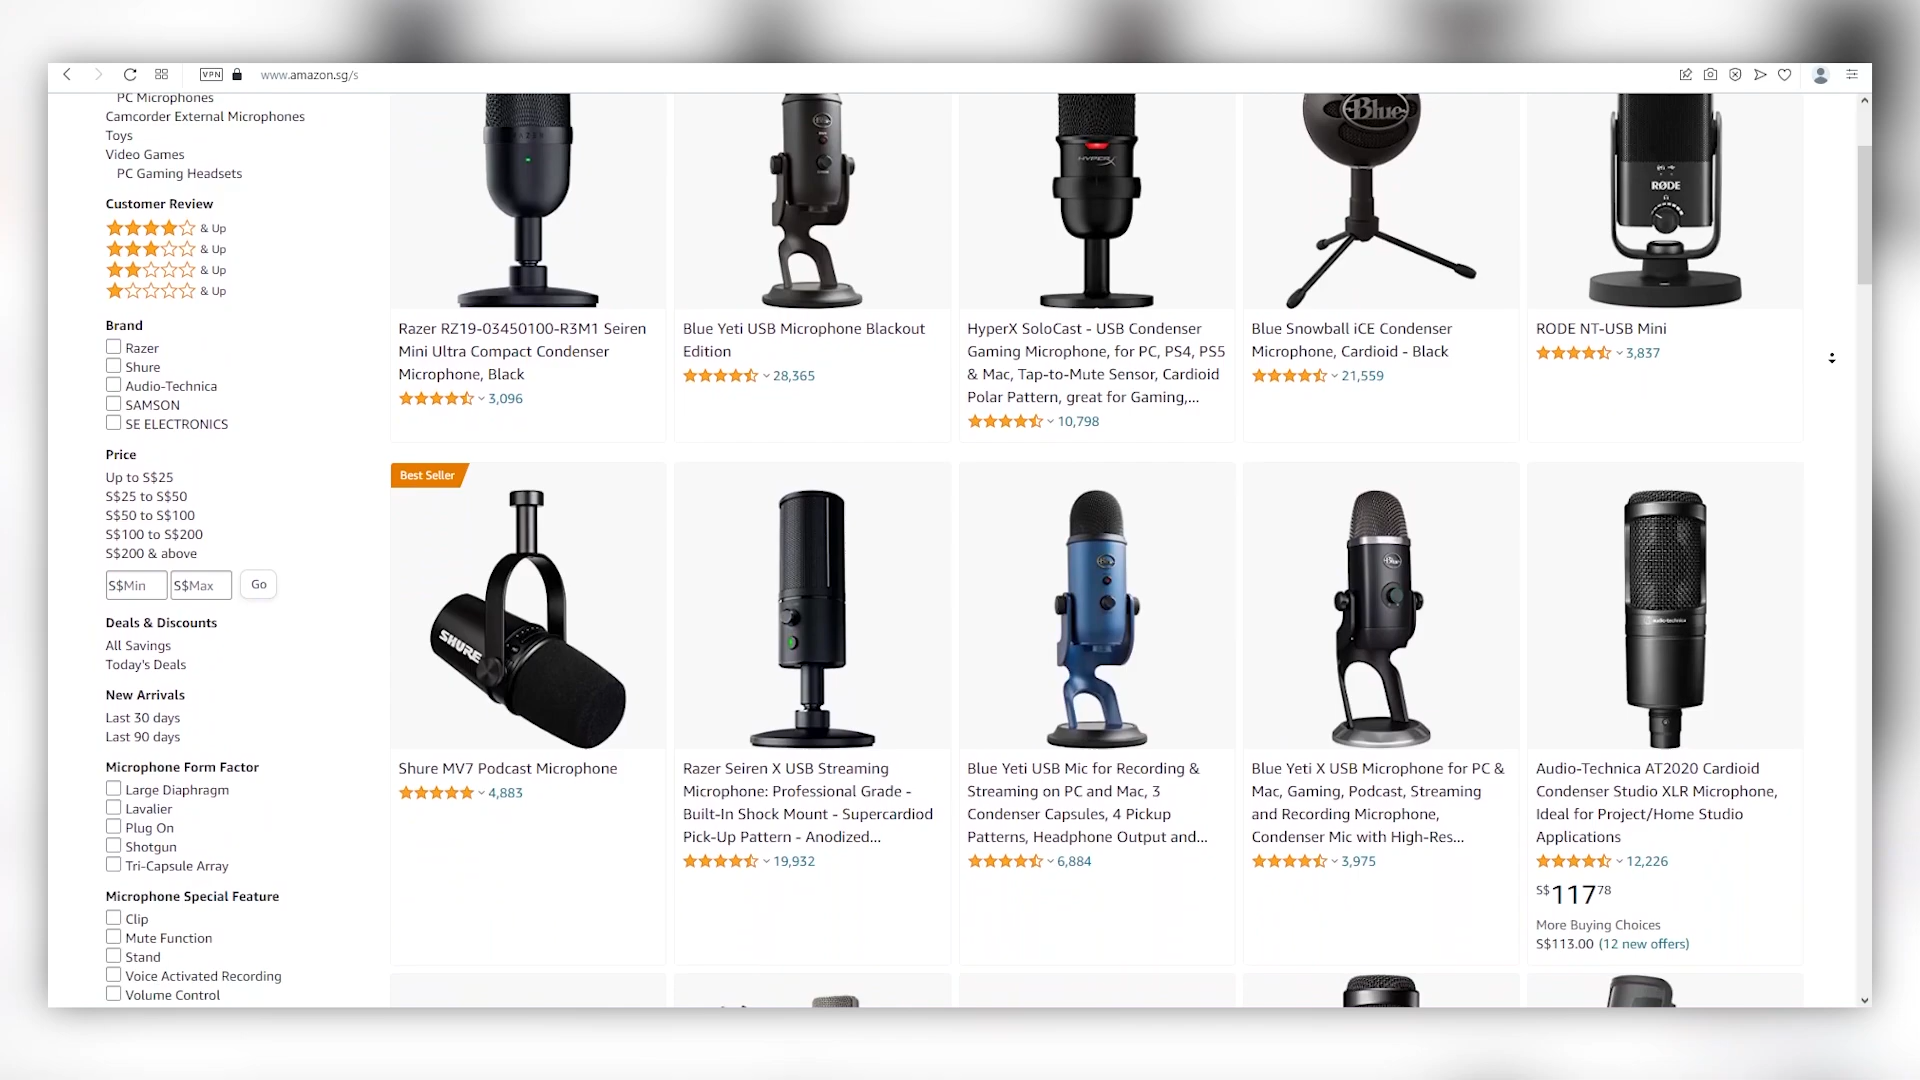 VPN
www.amazon.sg/s
PC Microphones
Camcorder External Microphones
Toys
Video Games
PC Gaming Headsets
Customer Review
& Up
& Up
& Up
& Up
Brand
Razer
Shure
Audio-Technica
SAMSON
SE ELECTRONICS
Price
Up to S$25
S$25 to S$50
S$50 to S$100
S$100 to S$200
S$200 & above
S$Min S$Max Go
Deals & Discounts
All Savings
Today's Deals
New Arrivals
Last 30 days
Last 90 days
Microphone Form Factor
Large Diaphragm
Lavalier
Plug On
Shotgun
Tri-Capsule Array
Microphone Special Feature
Clip
Mute Function
Stand
Voice Activated Recording
Volume Control
RAZER
Razer RZ19-03450100-R3M1 Seiren
Mini Ultra Compact Condenser
Microphone, Black
3,096
Blue Yeti USB Microphone Blackout
Edition
28,365
HYPERX
HyperX SoloCast - USB Condenser
Gaming Microphone, for PC, PS4, PS5
& Mac, Tap-to-Mute Sensor, Cardioid
Polar Pattern, great for Gaming,...
10,798
Blue
Blue Snowball iCE Condenser
Microphone, Cardioid - Black
21,559
RØDE
RODE NT-USB Mini
3,837
Best Seller
SHURE
Shure MV7 Podcast Microphone
4,883
Razer Seiren X USB Streaming
Microphone: Professional Grade -
Built-In Shock Mount - Supercardiod
Pick-Up Pattern - Anodized...
19,932
Blue Yeti USB Mic for Recording &
Streaming on PC and Mac, 3
Condenser Capsules, 4 Pickup
Patterns, Headphone Output and...
6,884
Blue
Blue Yeti X USB Microphone for PC &
Mac, Gaming, Podcast, Streaming
and Recording Microphone,
Condenser Mic with High-Res...
3,975
audio-technica
Audio-Technica AT2020 Cardioid
Condenser Studio XLR Microphone,
Ideal for Project/Home Studio
Applications
12,226
S$117.78
More Buying Choices
S$113.00 (12 new offers)